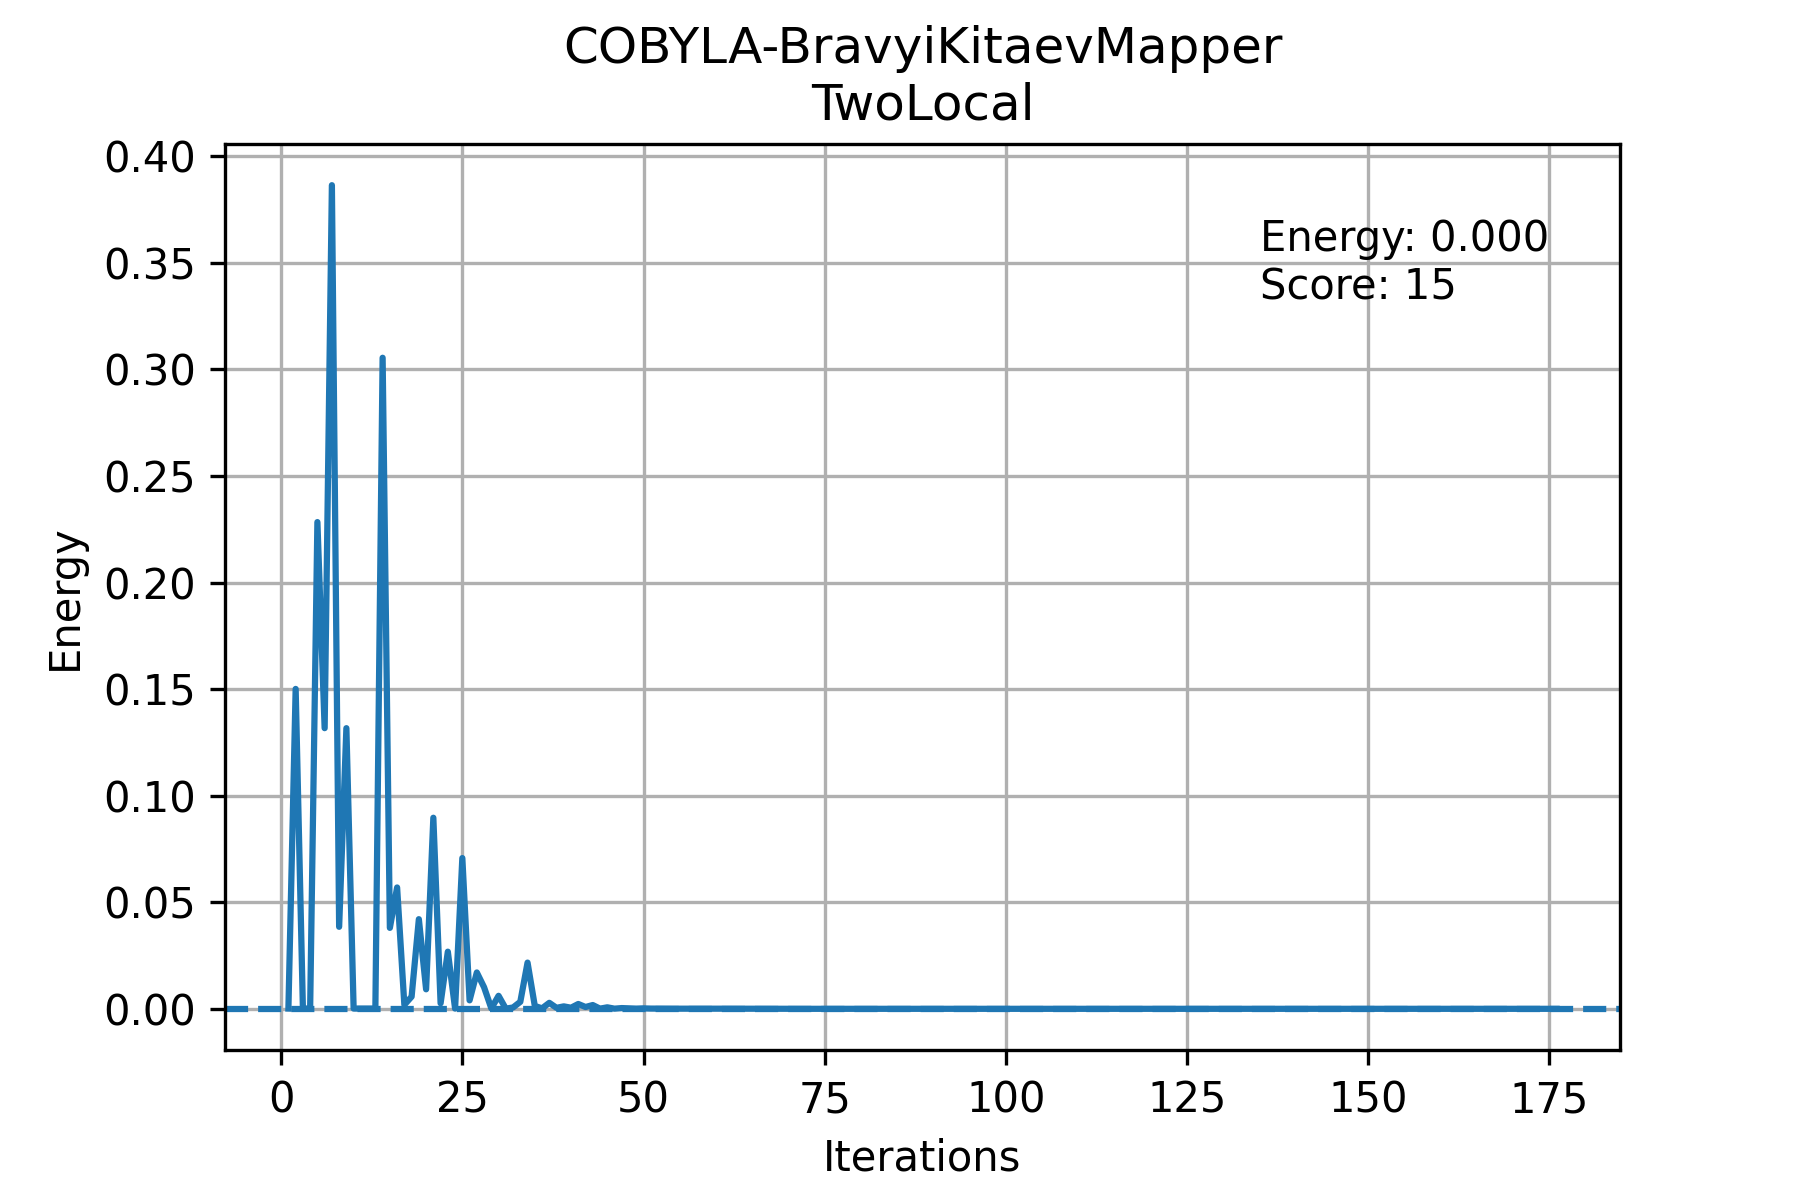 COBYLA-BravyiKitaevMapper
TwoLocal
0.40
0.35
0.30
0.25
0.20
0.15
0.10
0.05
0.00
Energy
Energy: 0.000
Score: 15
0 25 50 75 100 125 150 175
Iterations